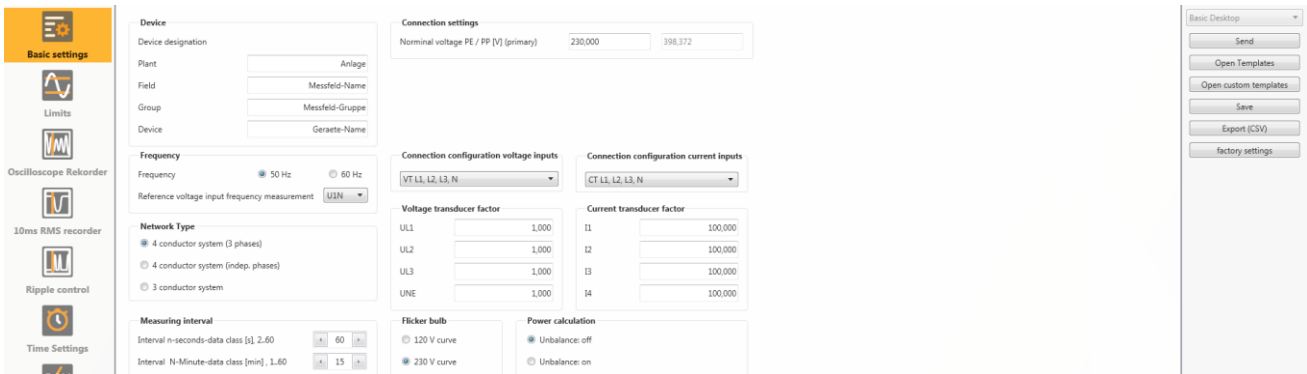 Basic settings
Limits
Oscilloscope Rekorder
10ms RMS recorder
Ripple control
Time Settings
Device
Device designation
Plant Anlage
Field Messfeld-Name
Group Messfeld-Gruppe
Device Geraete-Name
Connection settings
Norminal voltage PE / PP [V] (primary) 230,000 398,372
Frequency
Frequency 50 Hz 60 Hz
Reference voltage input frequency measurement U1N
Connection configuration voltage inputs
VT L1, L2, L3, N
Connection configuration current inputs
CT L1, L2, L3, N
Network Type
4 conductor system (3 phases)
4 conductor system (indep. phases)
3 conductor system
Voltage transducer factor
UL1 1,000
UL2 1,000
UL3 1,000
UNE 1,000
Current transducer factor
I1 100,000
I2 100,000
I3 100,000
I4 100,000
Measuring interval
Interval n-seconds-data class [s], 2..60 60
Interval N-Minute-data class [min] , 1..60 15
Flicker bulb
120 V curve
230 V curve
Power calculation
Unbalance: off
Unbalance: on
Basic Desktop
Send
Open Templates
Open custom templates
Save
Export (CSV)
factory settings